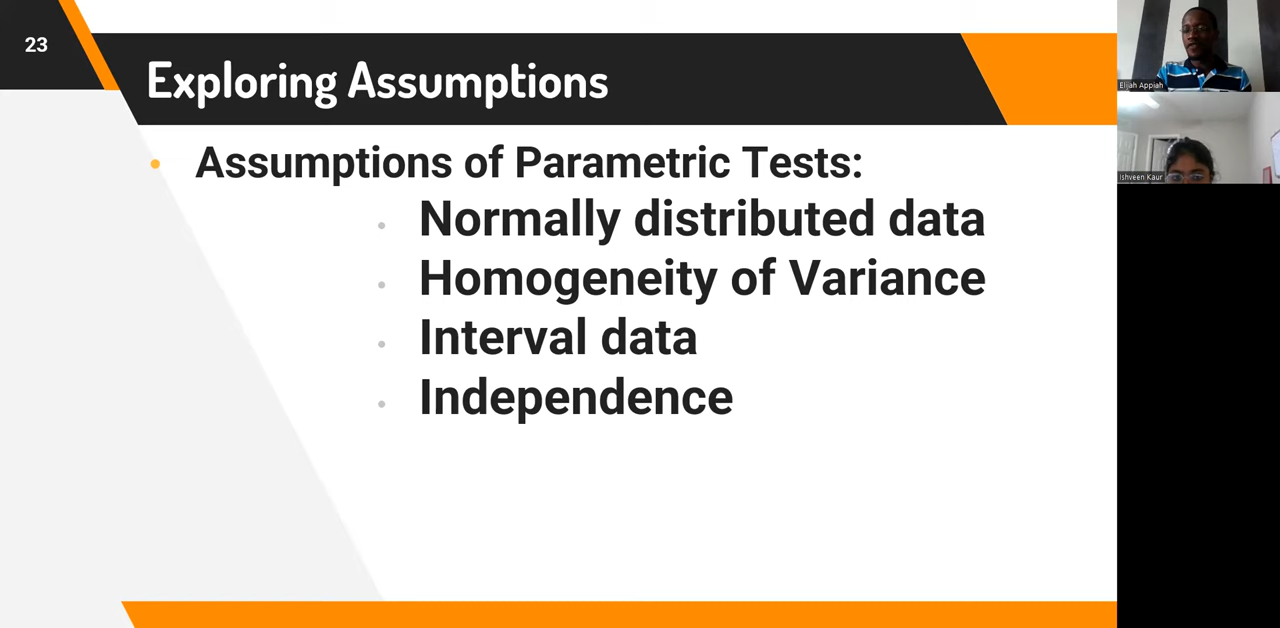 23
Exploring Assumptions
Assumptions of Parametric Tests:
Normally distributed data
Homogeneity of Variance
Interval data
Independence
Elijah Appiah
Ishveen Kaur